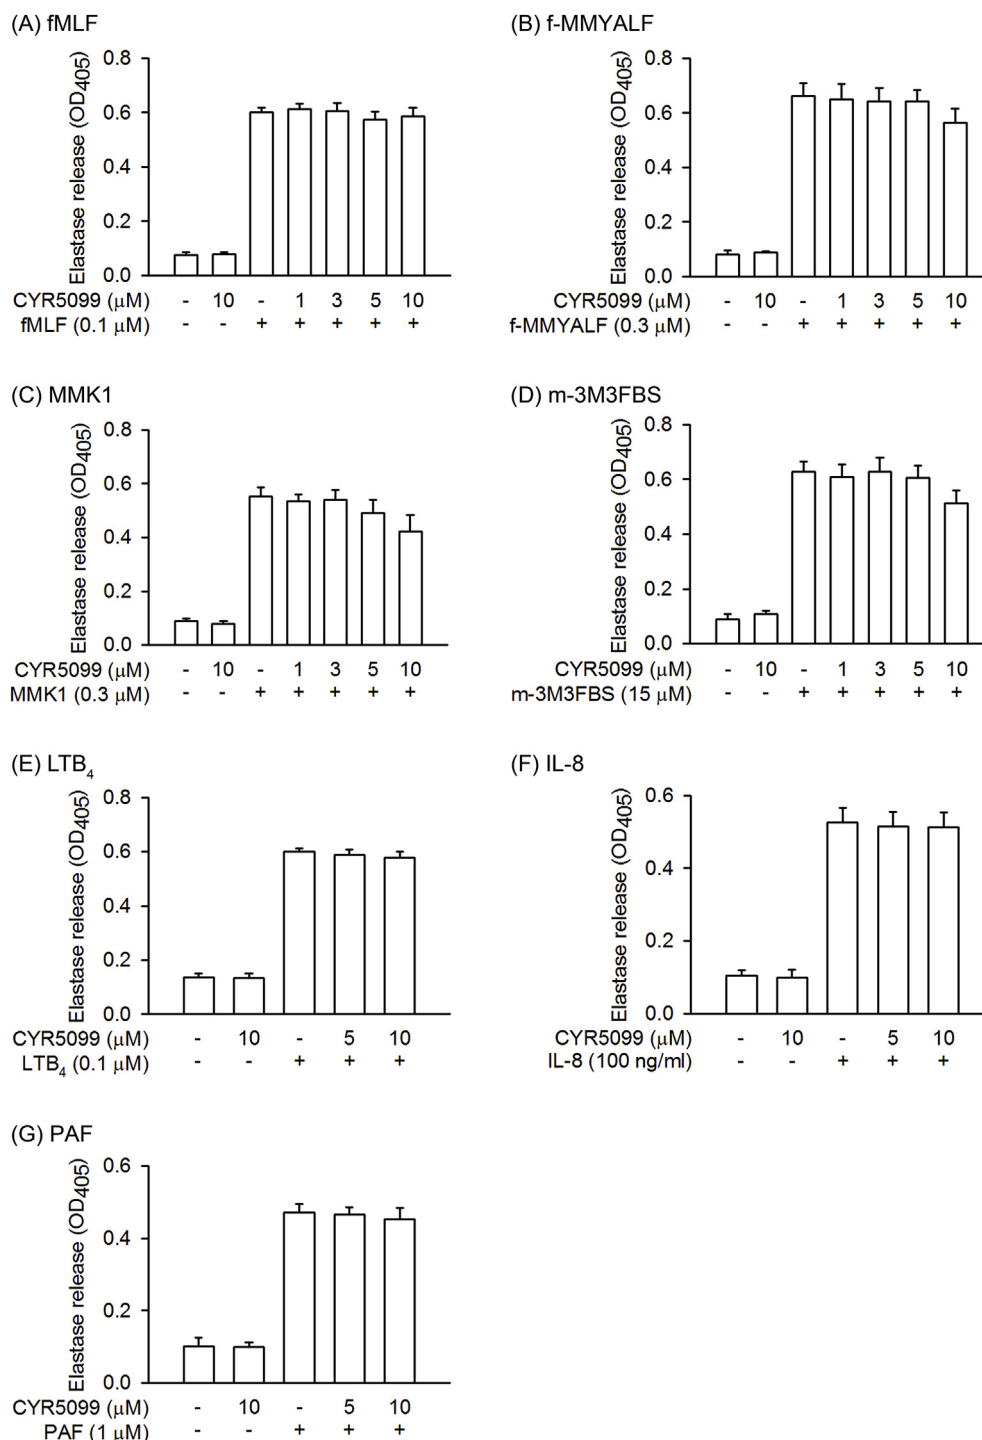 (A) fMLF
Elastase release (OD405)
0.8
0.6
0.4
0.2
0.0
CYR5099 (μM) - 10 - 1 3 5 10
fMLF (0.1 μM) - - + + + + +
(B) f-MMYALF
Elastase release (OD405)
0.8
0.6
0.4
0.2
0.0
CYR5099 (μM) - 10 - 1 3 5 10
f-MMYALF (0.3 μM) - - + + + + +
(C) MMK1
Elastase release (OD405)
0.8
0.6
0.4
0.2
0.0
CYR5099 (μM) - 10 - 1 3 5 10
MMK1 (0.3 μM) - - + + + + +
(D) m-3M3FBS
Elastase release (OD405)
0.8
0.6
0.4
0.2
0.0
CYR5099 (μM) - 10 - 1 3 5 10
m-3M3FBS (15 μM) - - + + + + +
(E) LTB4
Elastase release (OD405)
0.8
0.6
0.4
0.2
0.0
CYR5099 (μM) - 10 - 5 10
LTB4 (0.1 μM) - - + + +
(F) IL-8
Elastase release (OD405)
0.6
0.4
0.2
0.0
CYR5099 (μM) - 10 - 5 10
IL-8 (100 ng/ml) - - + + +
(G) PAF
Elastase release (OD405)
0.6
0.4
0.2
0.0
CYR5099 (μM) - 10 - 5 10
PAF (1 μM) - - + + +